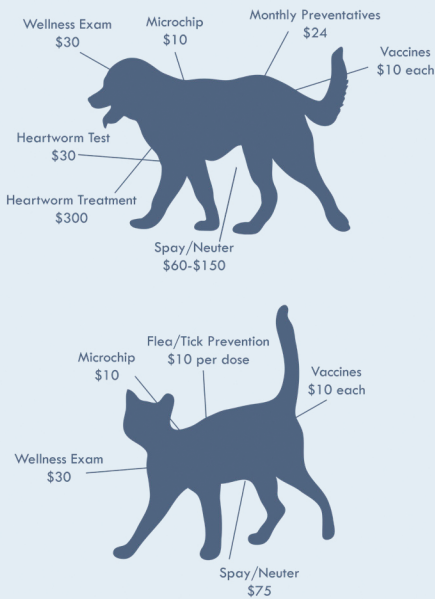 Wellness Exam
$30
Microchip
$10
Monthly Preventatives
$24
Vaccines
$10 each
Heartworm Test
$30
Heartworm Treatment
$300
Spay/Neuter
$60-$150
Flea/Tick Prevention
$10 per dose
Microchip
$10
Vaccines
$10 each
Wellness Exam
$30
Spay/Neuter
$75